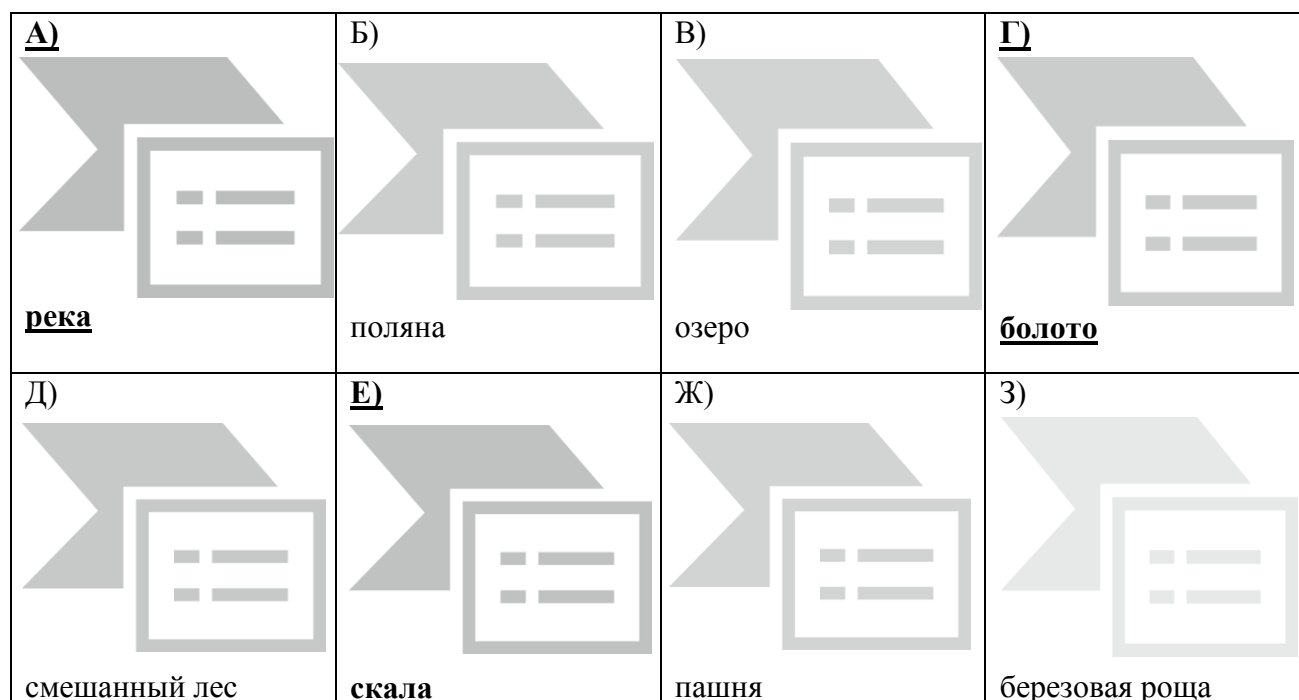 А) Б) В) Г)
река поляна озеро болото
Д) Е) Ж) З)
смешанный лес скала пашня березовая роща